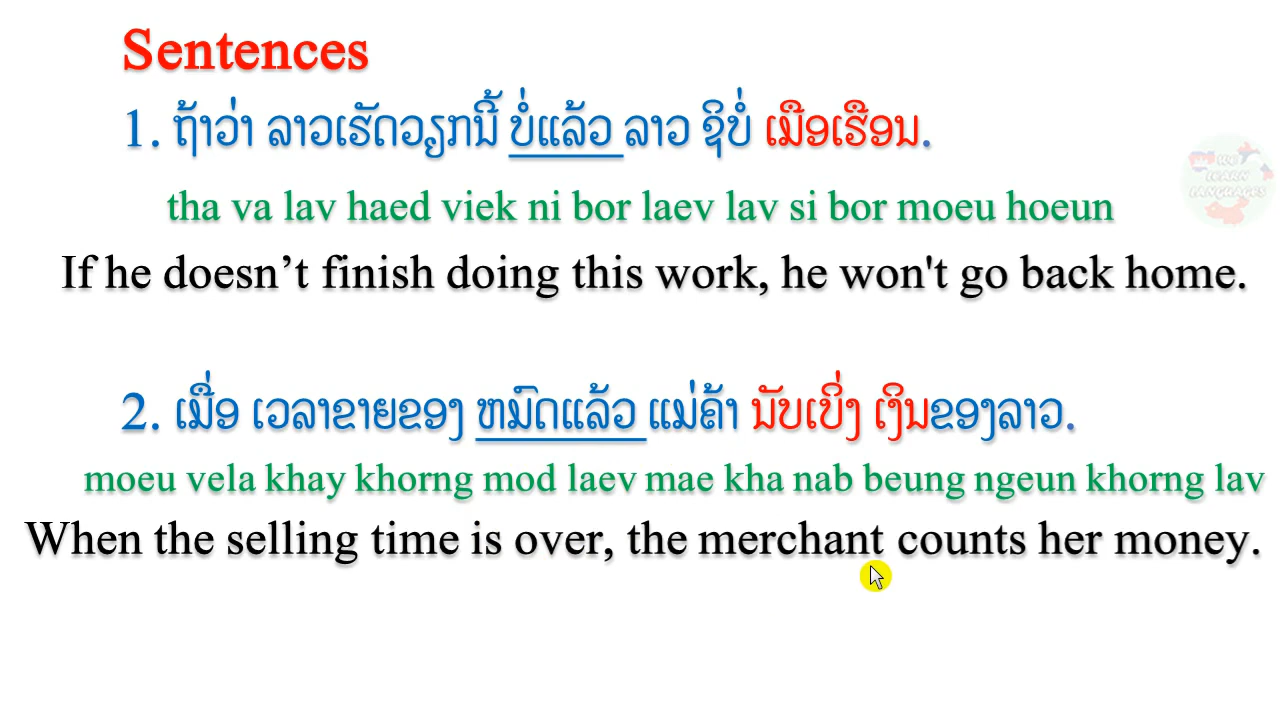 Sentences
1. ຖ້າວ່າ ລາວເຮັດວຽກນີ້ ບໍ່ແລ້ວ ລາວ ຊິບໍ່ ເມືອເຮືອນ.
tha va lav haed viek ni bor laev lav si bor moeu hoeun
If he doesn’t finish doing this work, he won't go back home.
2. ເມື່ອ ເວລາຂາຍຂອງ ຫມົດແລ້ວ ແມ່ຄ້າ ນັບເບິ່ງ ເງິນຂອງລາວ.
moeu vela khay khorng mod laev mae kha nab beung ngeun khorng lav
When the selling time is over, the merchant counts her money.
LEARN
LANGUAGES